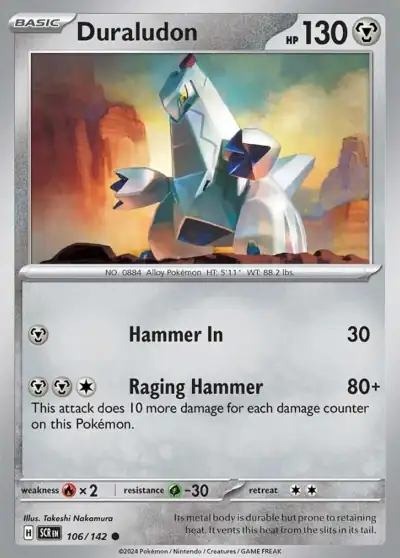 BASIC
Duraludon
HP 130
NO. 0884 Alloy Pokémon HT: 5'11" WT: 88.2 lbs.
Hammer In 30
Raging Hammer 80+
This attack does 10 more damage for each damage counter
on this Pokémon.
weakness ×2 resistance -30 retreat
Illus. Takeshi Nakamura
H SCR EN 106/142
Its metal body is durable but prone to retaining
heat. It vents this heat from the slits in its tail.
©2024 Pokémon / Nintendo / Creatures / GAME FREAK